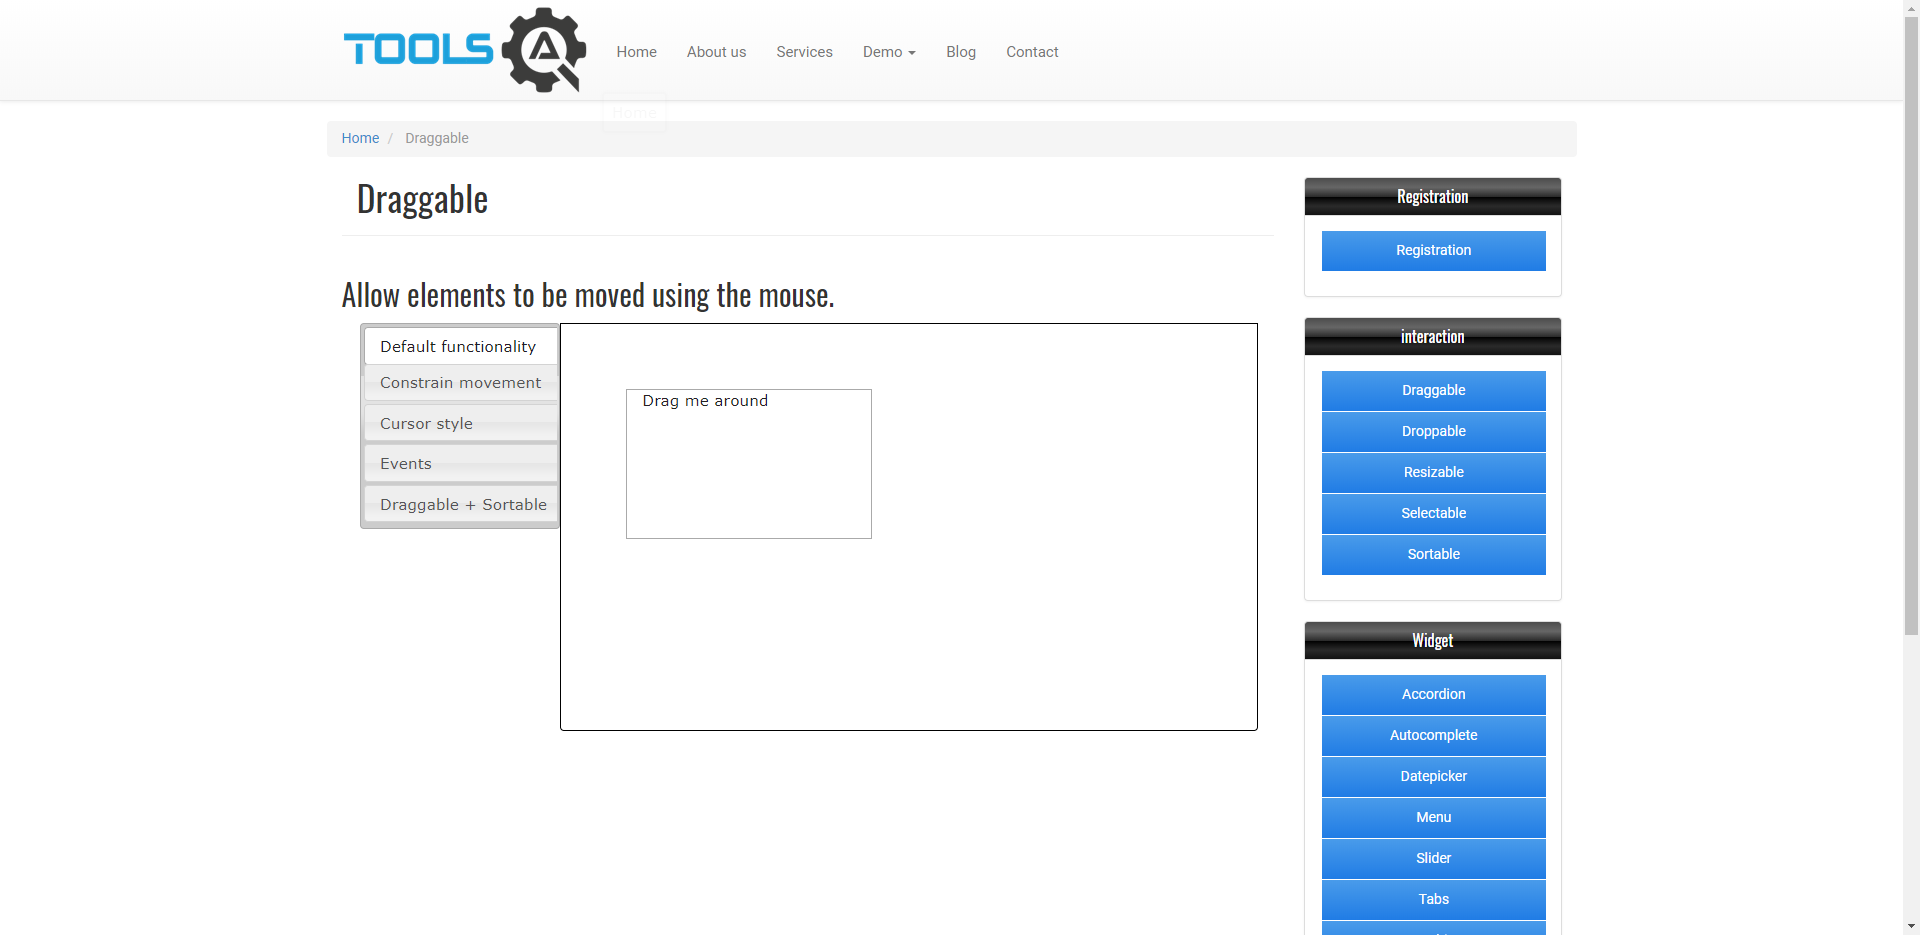 TOOLS QA
Home About us Services Demo Blog Contact
Home
Home / Draggable
Draggable
Allow elements to be moved using the mouse.
Default functionality
Constrain movement
Cursor style
Events
Draggable + Sortable
Drag me around
Registration
Registration
interaction
Draggable
Droppable
Resizable
Selectable
Sortable
Widget
Accordion
Autocomplete
Datepicker
Menu
Slider
Tabs